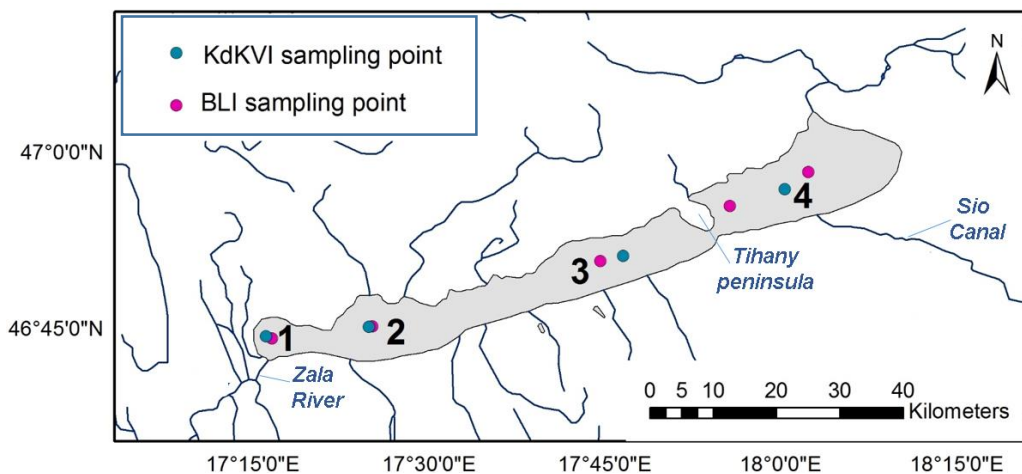 KdKVI sampling point
BLI sampling point
N
47°0'0"N
46°45'0"N
1
2
3
4
Sio
Canal
Tihany
peninsula
Zala
River
0 5 10 20 30 40
Kilometers
17°15'0"E 17°30'0"E 17°45'0"E 18°0'0"E 18°15'0"E